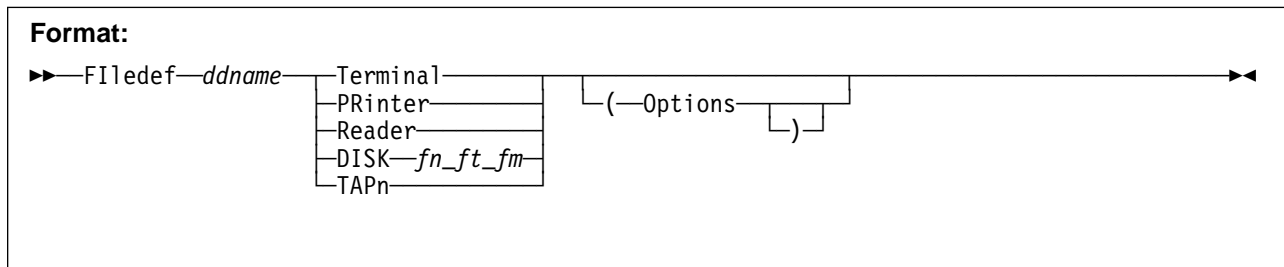 Format:
FIledef ddname Terminal
PRinter ( Options )
Reader
DISK fn_ft_fm
TAPn